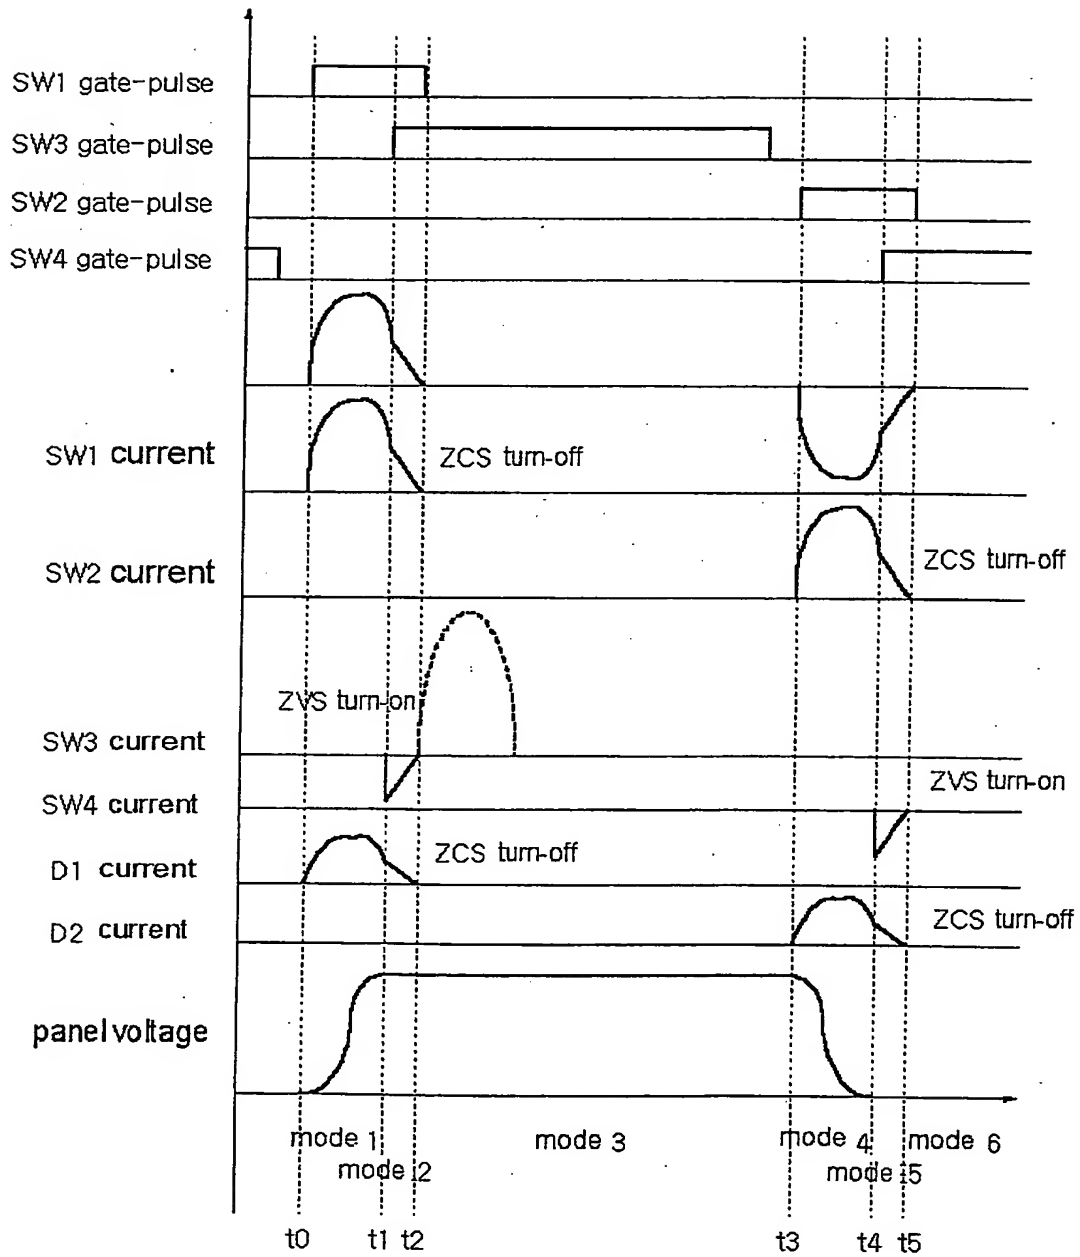 SW1 gate-pulse
SW3 gate-pulse
SW2 gate-pulse
SW4 gate-pulse
SW1 current
ZCS turn-off
SW2 current
ZCS turn-off
ZVS turn-on
SW3 current
ZVS turn-on
SW4 current
D1 current
ZCS turn-off
D2 current
ZCS turn-off
panel voltage
mode 1
mode 3
mode 4
mode 6
mode 2
mode 5
t0
t1
t2
t3
t4
t5